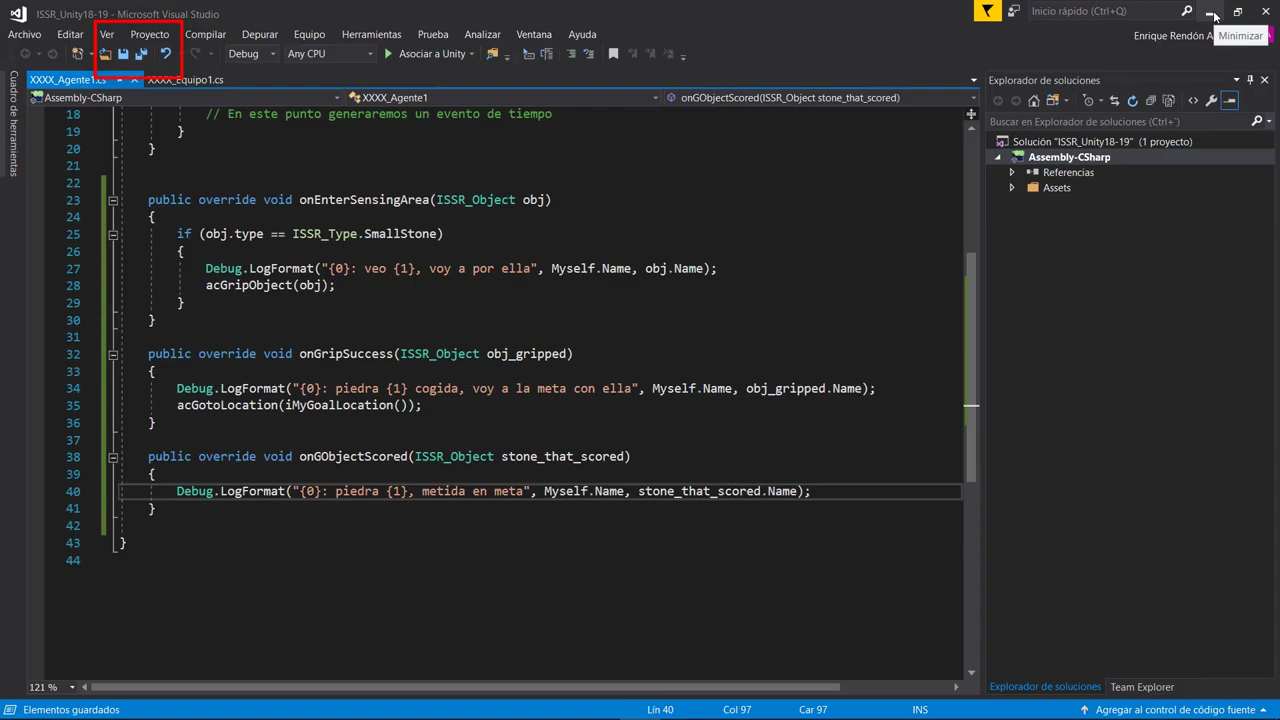 ISSR_Unity18-19 - Microsoft Visual Studio
Inicio rápido (Ctrl+Q)
Archivo Editar Ver Proyecto Compilar Depurar Equipo Herramientas Prueba Analizar Ventana Ayuda
Enrique Rendón A
Minimizar
Debug Any CPU Asociar a Unity
XXXX_Agente1.cs XXXX_Equipo1.cs
Explorador de soluciones
Assembly-CSharp XXXX_Agente1 onGObjectScored(ISSR_Object stone_that_scored)
Cuadro de herramientas
Buscar en Explorador de soluciones (Ctrl+´)
Solución "ISSR_Unity18-19" (1 proyecto)
Assembly-CSharp
Referencias
Assets
18 // En este punto generaremos un evento de tiempo
19 }
20 }
21
22
23 public override void onEnterSensingArea(ISSR_Object obj)
24 {
25 if (obj.type == ISSR_Type.SmallStone)
26 {
27 Debug.LogFormat("{0}: veo {1}, voy a por ella", Myself.Name, obj.Name);
28 acGripObject(obj);
29 }
30 }
31
32 public override void onGripSuccess(ISSR_Object obj_gripped)
33 {
34 Debug.LogFormat("{0}: piedra {1} cogida, voy a la meta con ella", Myself.Name, obj_gripped.Name);
35 acGotoLocation(iMyGoalLocation());
36 }
37
38 public override void onGObjectScored(ISSR_Object stone_that_scored)
39 {
40 Debug.LogFormat("{0}: piedra {1}, metida en meta", Myself.Name, stone_that_scored.Name);
41 }
42
43 }
44
121 %
Explorador de soluciones Team Explorer
Elementos guardados Lín 40 Col 97 Car 97 INS Agregar al control de código fuente